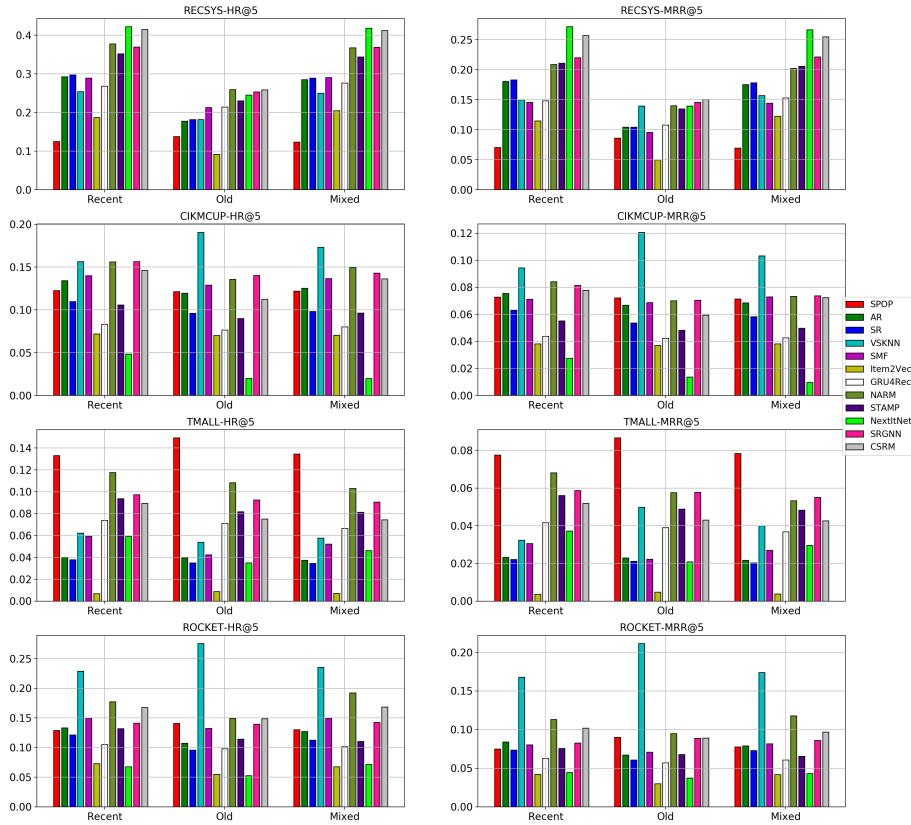 RECSYS-HR@5
0.4
0.3
0.2
0.1
0.0
Recent Old Mixed
RECSYS-MRR@5
0.25
0.20
0.15
0.10
0.05
0.00
Recent Old Mixed
CIKMCUP-HR@5
0.20
0.15
0.10
0.05
0.00
Recent Old Mixed
CIKMCUP-MRR@5
0.12
0.10
0.08
0.06
0.04
0.02
0.00
Recent Old Mixed
SPOP
AR
SR
VSKNN
SMF
Item2Vec
GRU4Rec
NARM
STAMP
NextItNet
SRGNN
CSRM
TMALL-HR@5
0.14
0.12
0.10
0.08
0.06
0.04
0.02
0.00
Recent Old Mixed
TMALL-MRR@5
0.08
0.06
0.04
0.02
0.00
Recent Old Mixed
ROCKET-HR@5
0.25
0.20
0.15
0.10
0.05
0.00
Recent Old Mixed
ROCKET-MRR@5
0.20
0.15
0.10
0.05
0.00
Recent Old Mixed